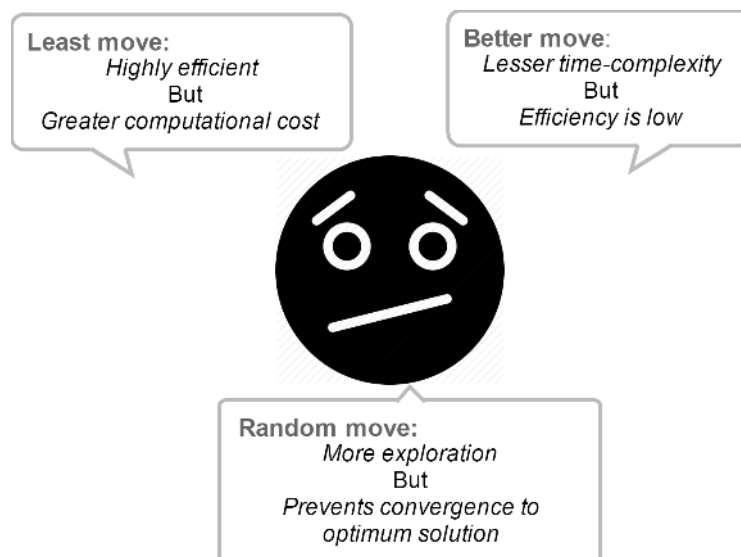 Least move:
Highly efficient
But
Greater computational cost
Better move:
Lesser time-complexity
But
Efficiency is low
Random move:
More exploration
But
Prevents convergence to
optimum solution